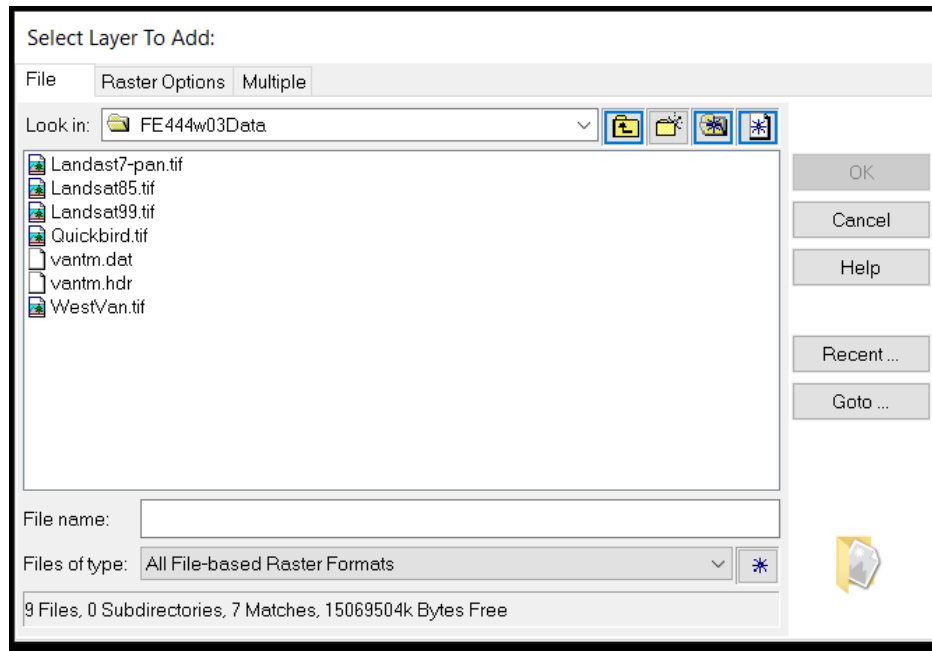 Select Layer To Add:
File Raster Options Multiple
Look in: FE444w03Data
Landast7-pan.tif
Landsat85.tif
Landsat99.tif
Quickbird.tif
vantm.dat
vantm.hdr
WestVan.tif
OK
Cancel
Help
Recent ...
Goto ...
File name:
Files of type: All File-based Raster Formats
9 Files, 0 Subdirectories, 7 Matches, 15069504k Bytes Free